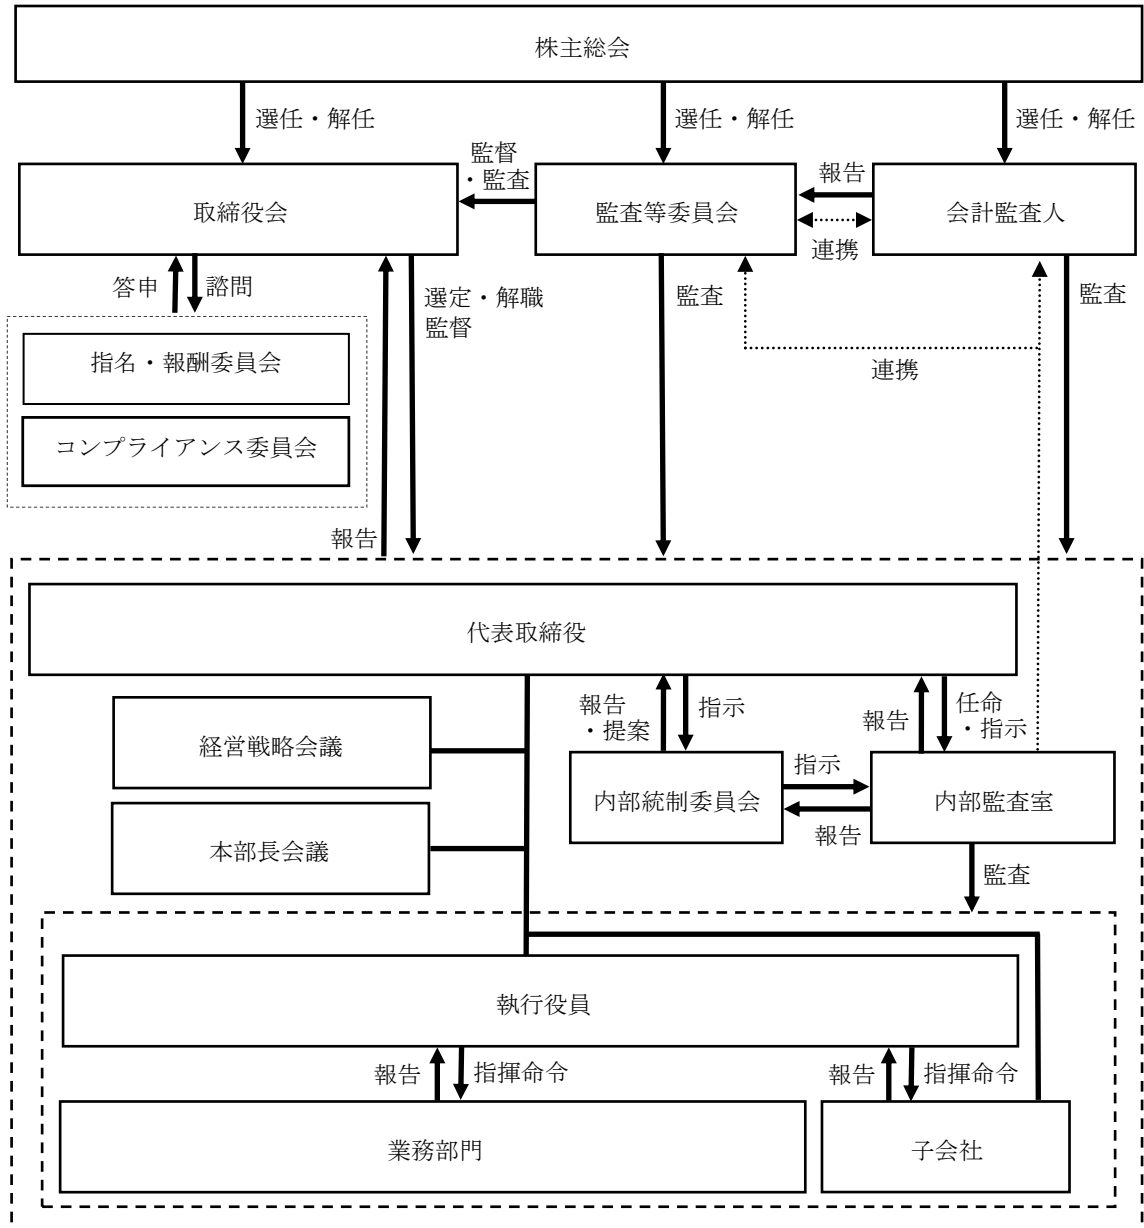 株主総会
選任・解任
選任・解任
選任・解任
監督
・監査
報告
取締役会
監査等委員会
会計監査人
連携
答申
諮問
選定・解職
監督
監査
監査
連携
指名・報酬委員会
コンプライアンス委員会
報告
代表取締役
報告
・提案
指示
報告
任命
・指示
経営戦略会議
指示
内部統制委員会
内部監査室
報告
本部長会議
監査
執行役員
報告
指揮命令
報告
指揮命令
業務部門
子会社